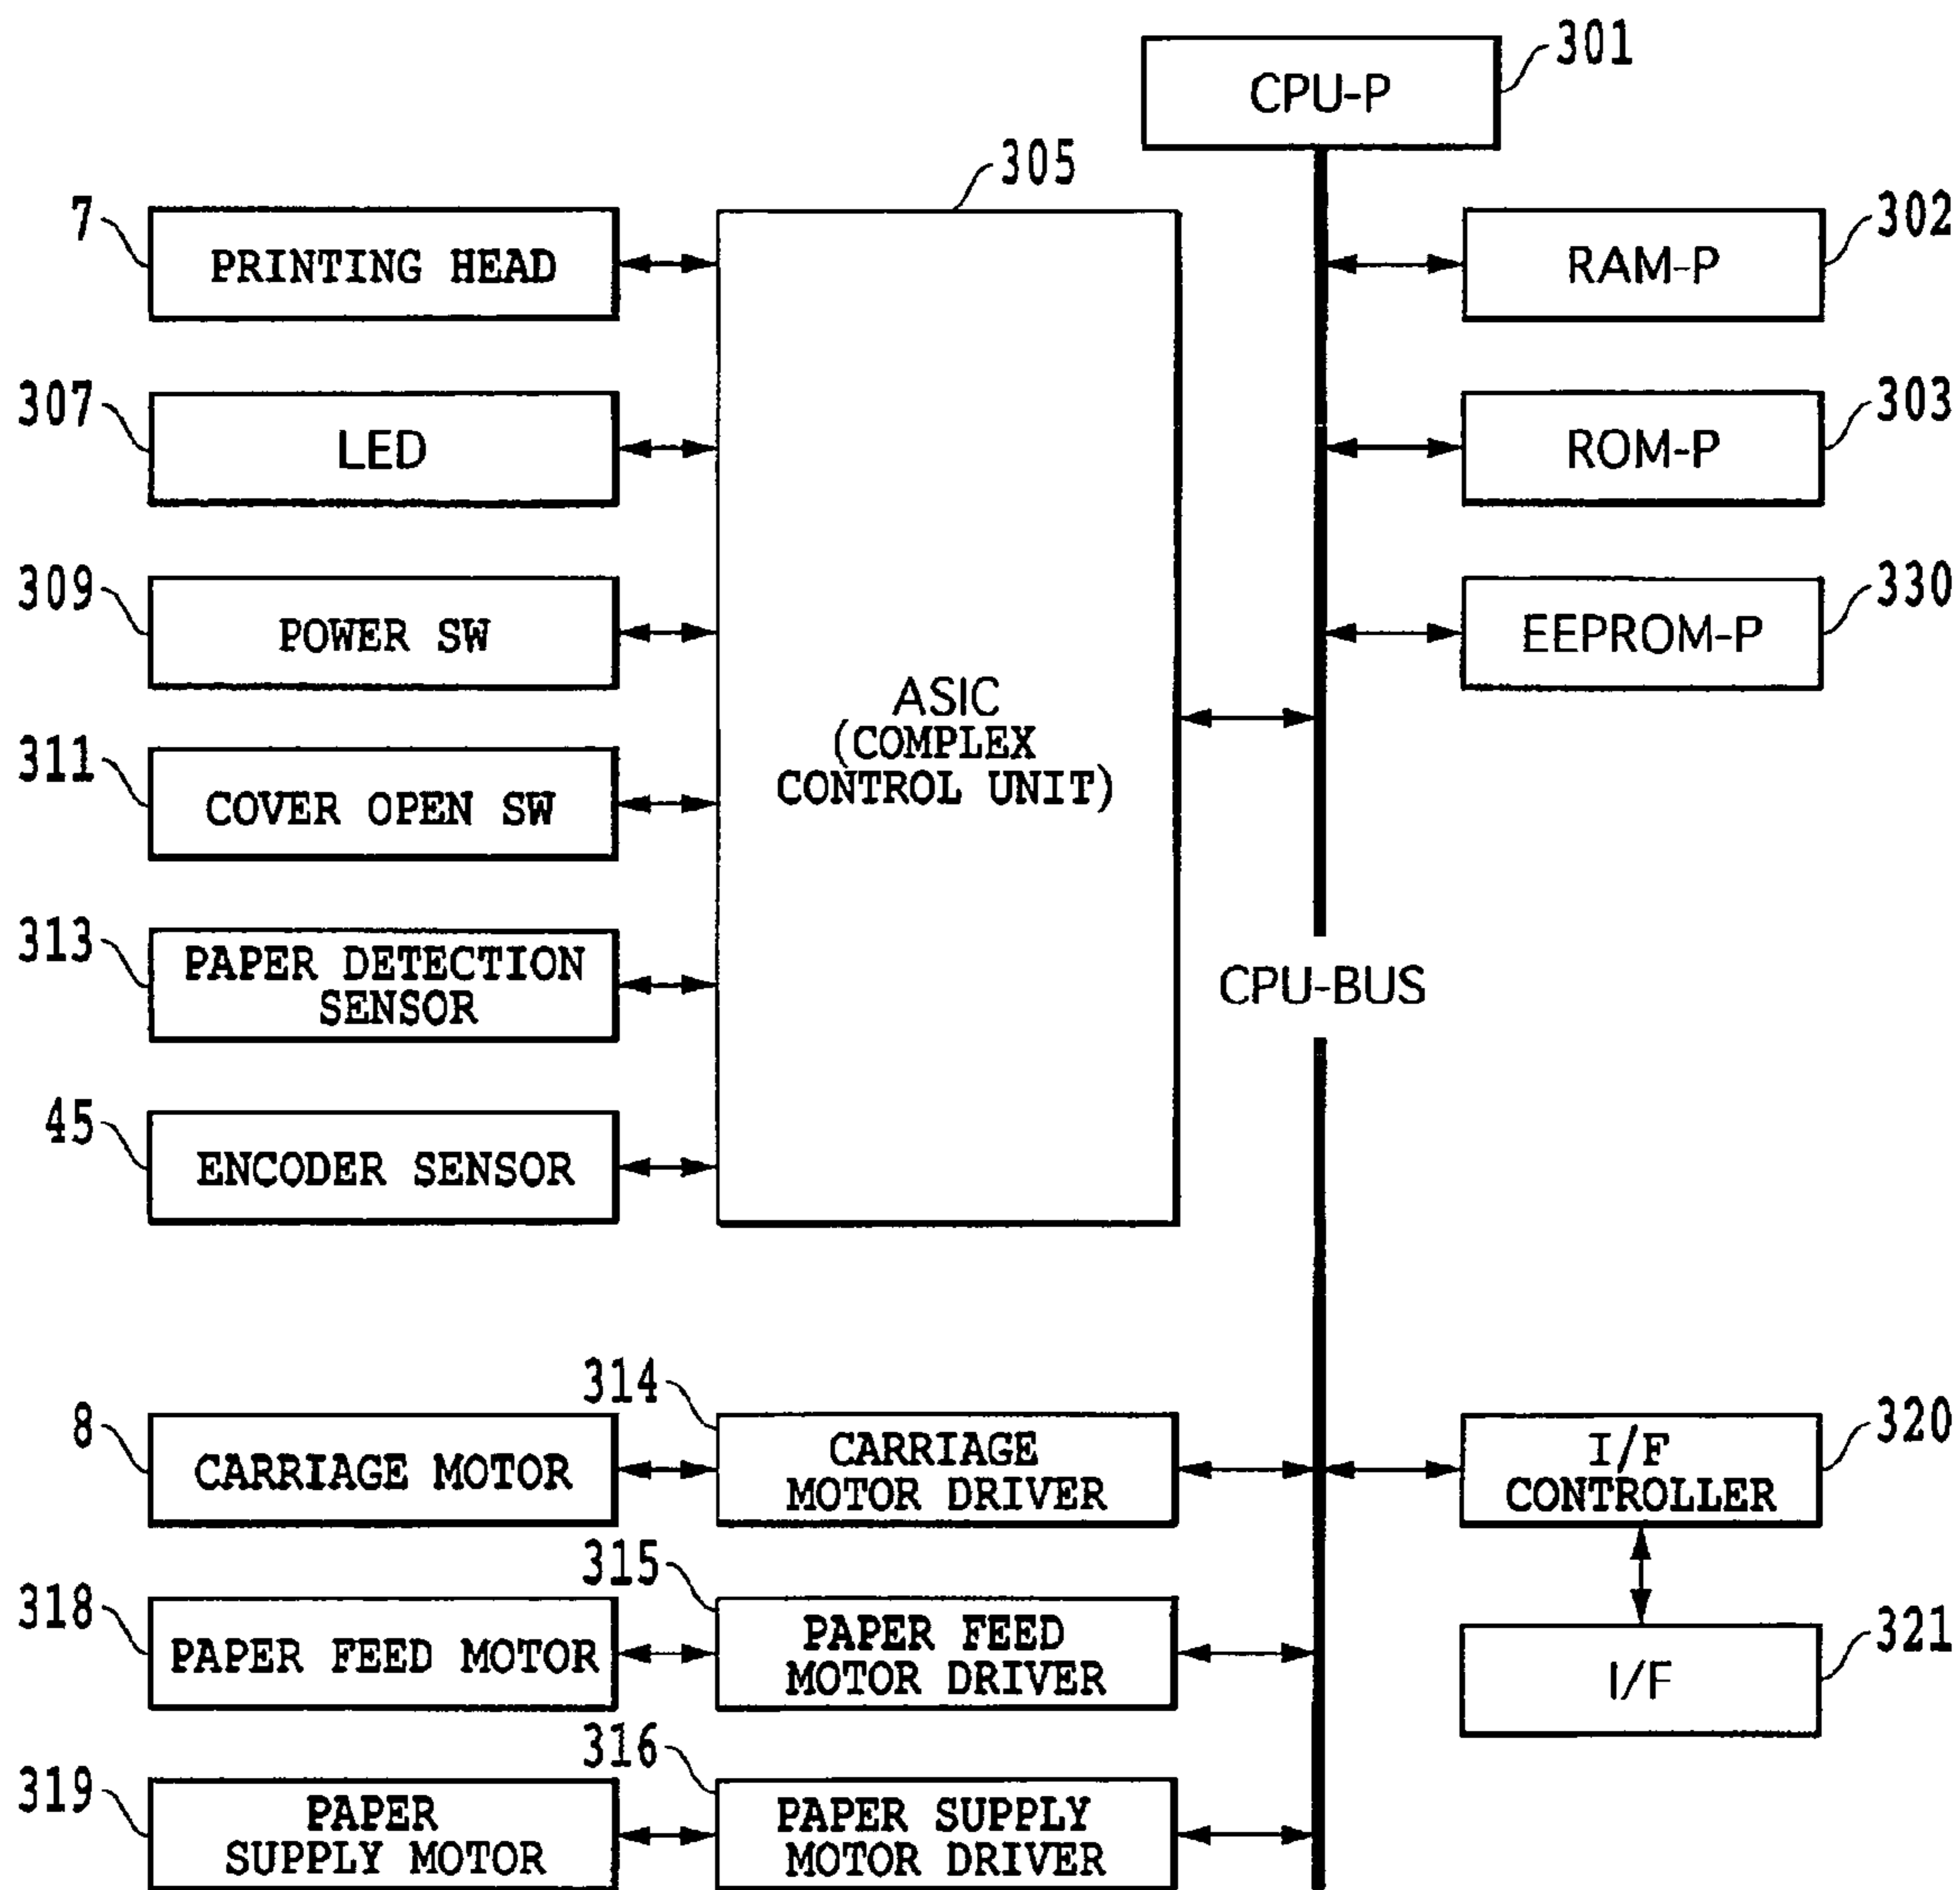 301
CPU-P
305
7
PRINTING HEAD
302
RAM-P
307
LED
303
ROM-P
309
POWER SW
330
EEPROM-P
ASIC
(COMPLEX
CONTROL UNIT)
311
COVER OPEN SW
313
PAPER DETECTION
SENSOR
CPU-BUS
45
ENCODER SENSOR
8
CARRIAGE MOTOR
314
CARRIAGE
MOTOR DRIVER
320
I/F
CONTROLLER
318
PAPER FEED MOTOR
315
PAPER FEED
MOTOR DRIVER
321
I/F
319
PAPER
SUPPLY MOTOR
316
PAPER SUPPLY
MOTOR DRIVER